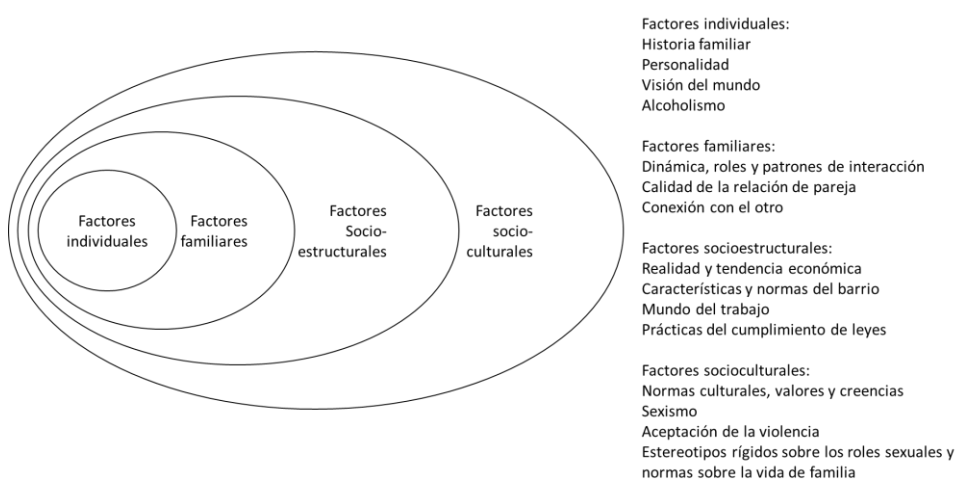 Factores
individuales
Factores
familiares
Factores
Socio-
estructurales
Factores
socio-
culturales
Factores individuales:
Historia familiar
Personalidad
Visión del mundo
Alcoholismo
Factores familiares:
Dinámica, roles y patrones de interacción
Calidad de la relación de pareja
Conexión con el otro
Factores socioestructurales:
Realidad y tendencia económica
Características y normas del barrio
Mundo del trabajo
Prácticas del cumplimiento de leyes
Factores socioculturales:
Normas culturales, valores y creencias
Sexismo
Aceptación de la violencia
Estereotipos rígidos sobre los roles sexuales y
normas sobre la vida de familia